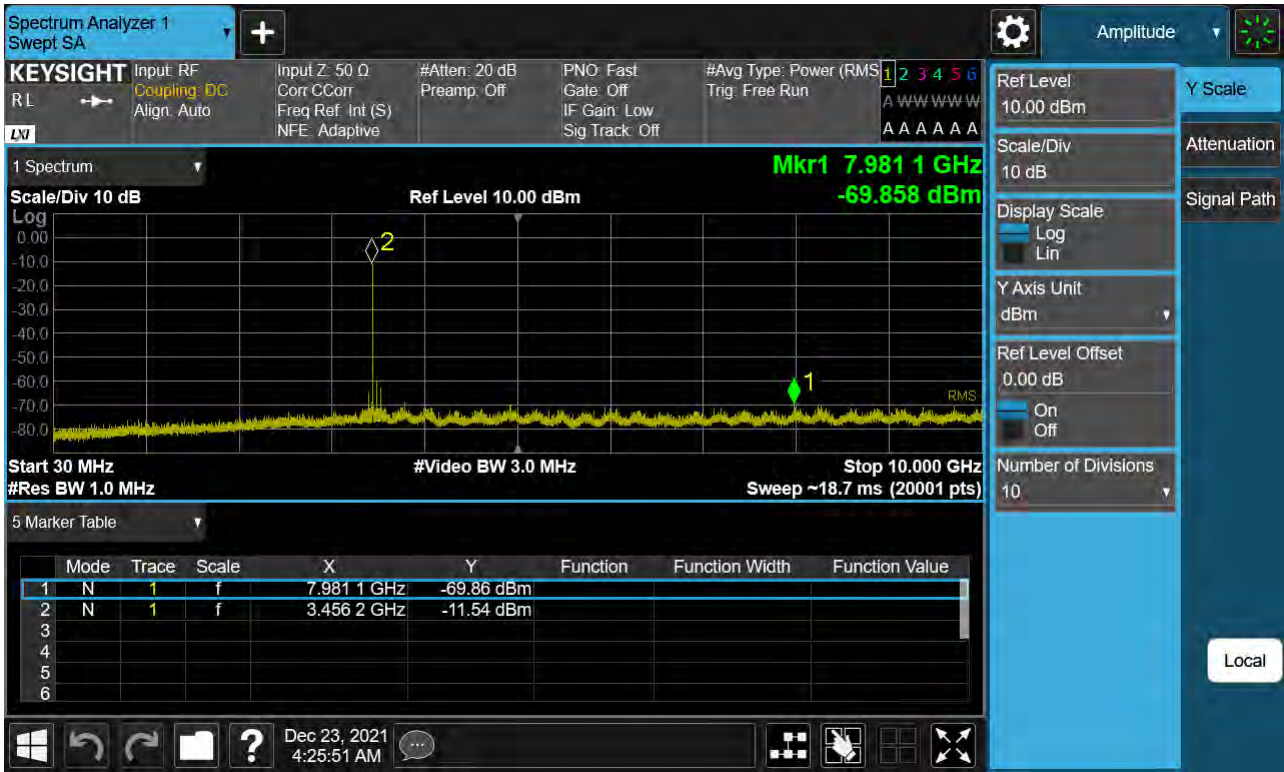 Spectrum Analyzer 1
Swept SA
Amplitude
KEYSIGHT
RL
LXI
Input: RF
Coupling: DC
Align: Auto
Input Z: 50 Ω
Corr CCorr
Freq Ref: Int (S)
NFE: Adaptive
#Atten: 20 dB
Preamp: Off
PNO: Fast
Gate: Off
IF Gain: Low
Sig Track: Off
#Avg Type: Power (RMS
Trig: Free Run
1 2 3 4 5 6
A W W W W W
A A A A A A
1 Spectrum
Mkr1 7.981 1 GHz
Scale/Div 10 dB
Ref Level 10.00 dBm
-69.858 dBm
Log
0.00
-10.0
-20.0
-30.0
-40.0
-50.0
-60.0
-70.0
-80.0
2
1
RMS
Start 30 MHz
#Video BW 3.0 MHz
Stop 10.000 GHz
#Res BW 1.0 MHz
Sweep ~18.7 ms (20001 pts)
5 Marker Table
Mode Trace Scale X Y Function Function Width Function Value
1 N 1 f 7.981 1 GHz -69.86 dBm
2 N 1 f 3.456 2 GHz -11.54 dBm
3
4
5
6
Ref Level
10.00 dBm
Scale/Div
10 dB
Display Scale
Log
Lin
Y Axis Unit
dBm
Ref Level Offset
0.00 dB
On
Off
Number of Divisions
10
Y Scale
Attenuation
Signal Path
Local
?
Dec 23, 2021
4:25:51 AM